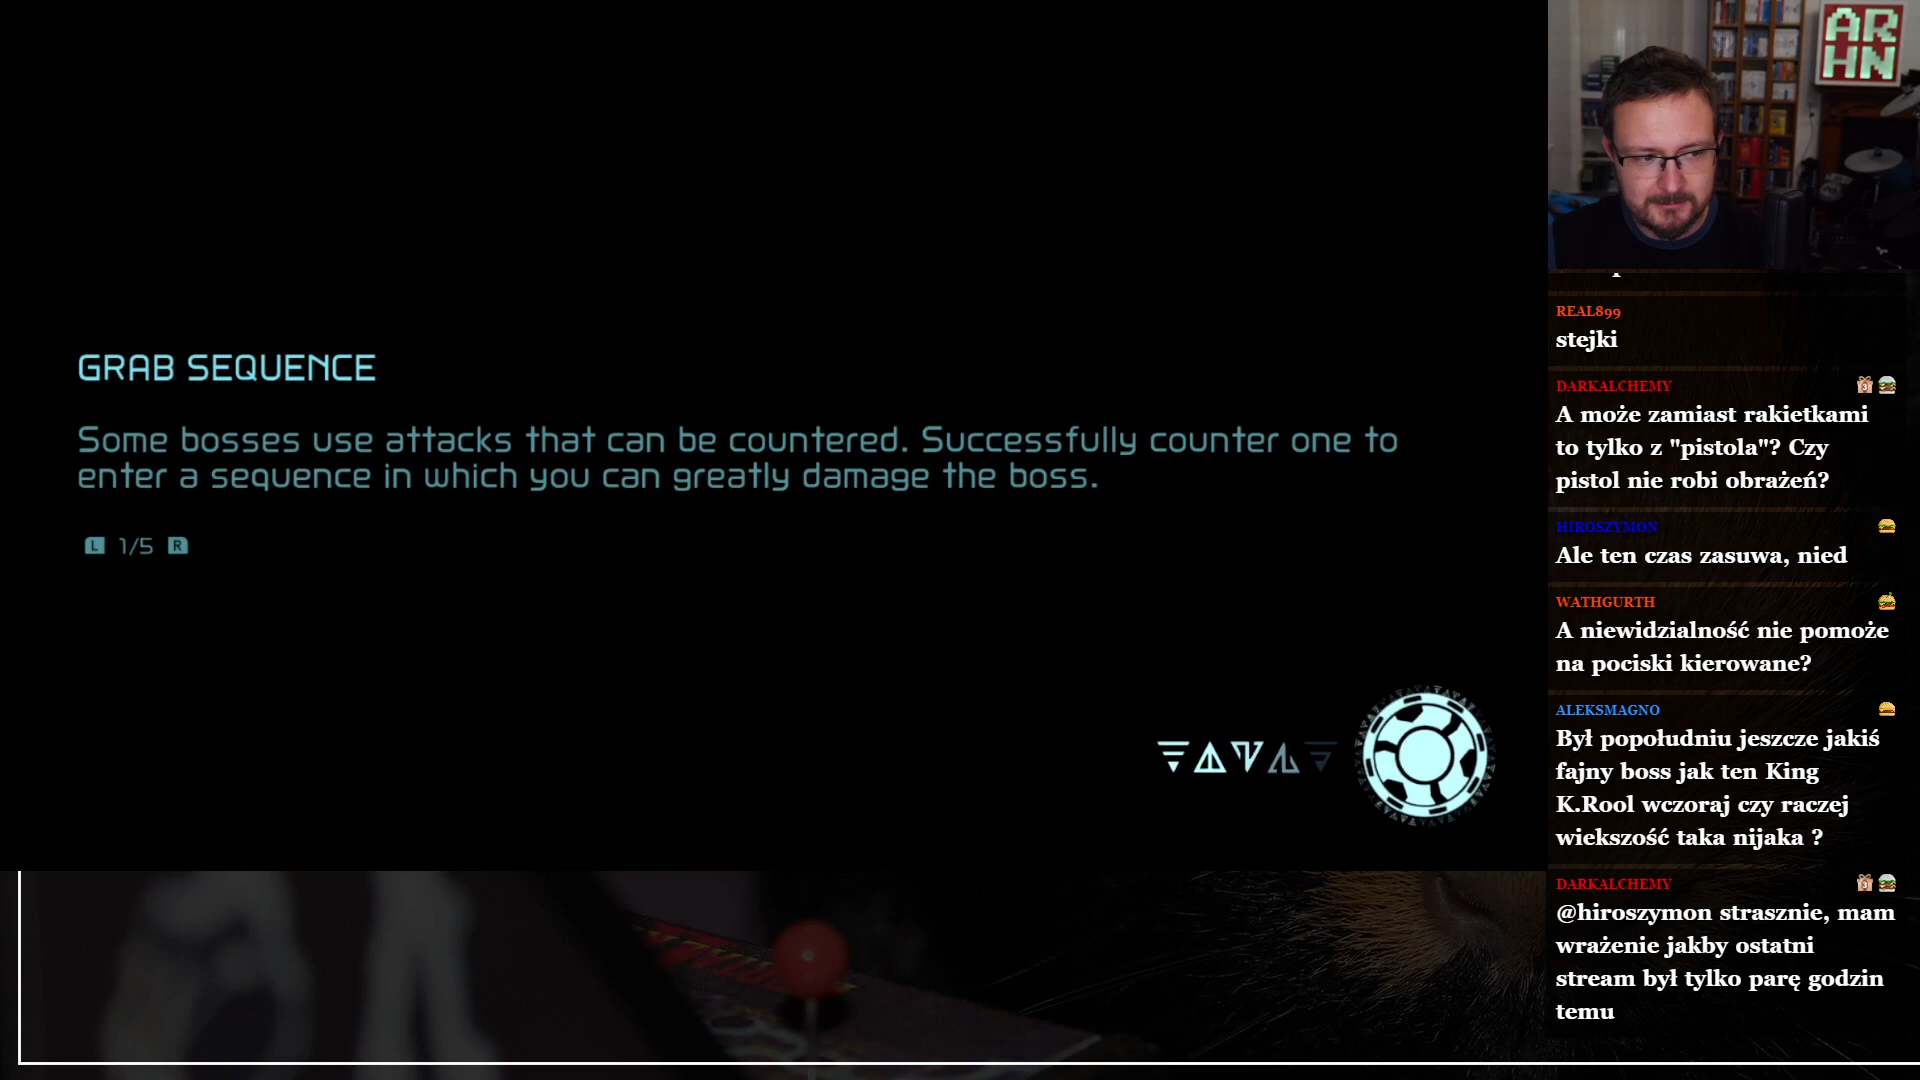 GRAB SEQUENCE
Some bosses use attacks that can be countered. Successfully counter one to
enter a sequence in which you can greatly damage the boss.
L 1/5 R
AR
HN
REAL899
stejki
DARKALCHEMY
A może zamiast rakietkami
to tylko z "pistola"? Czy
pistol nie robi obrażeń?
HIROSZYMON
Ale ten czas zasuwa, nied
WATHGURTH
A niewidzialność nie pomoże
na pociski kierowane?
ALEKSMAGNO
Był popołudniu jeszcze jakiś
fajny boss jak ten King
K.Rool wczoraj czy raczej
wiekszość taka nijaka ?
DARKALCHEMY
@hiroszymon strasznie, mam
wrażenie jakby ostatni
stream był tylko parę godzin
temu